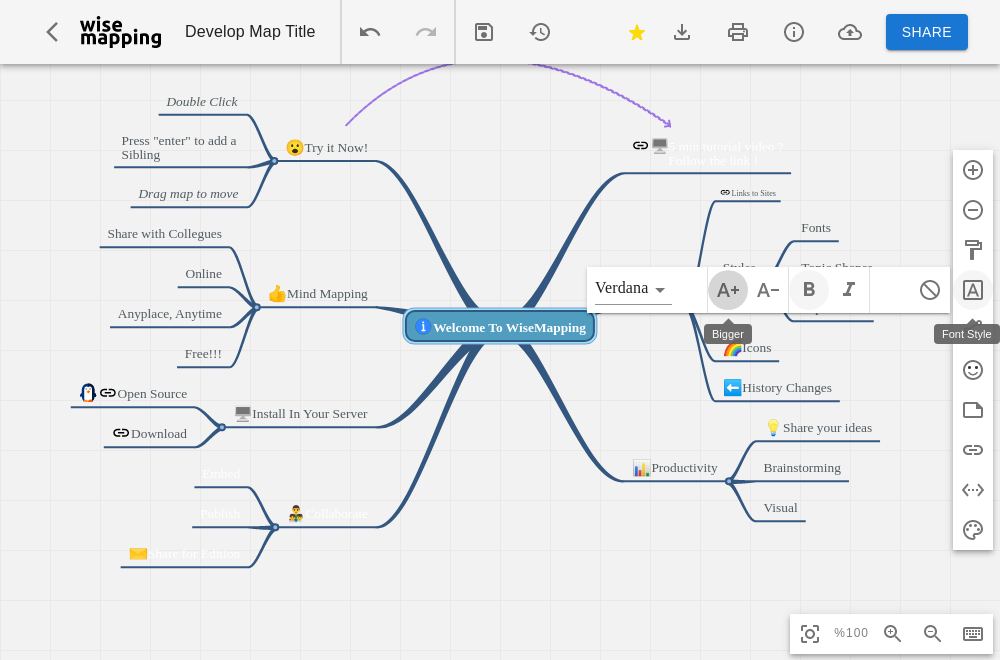 wise
mapping
Develop Map Title
SHARE
Double Click
Press "enter" to add a
Sibling
Drag map to move
Try it Now!
5 min tutorial video ?
Follow the link !
Links to Sites
Fonts
Share with Collegues
Online
Anyplace, Anytime
Free!!!
Mind Mapping
Welcome To WiseMapping
Styles
Topic Shapes
Verdana
A+
A-
B
I
A
Bigger
Font Style
Icons
History Changes
Open Source
Download
Install In Your Server
Share your ideas
Productivity
Brainstorming
Visual
Embed
Publish
Collaborate
Share for Edition
%100